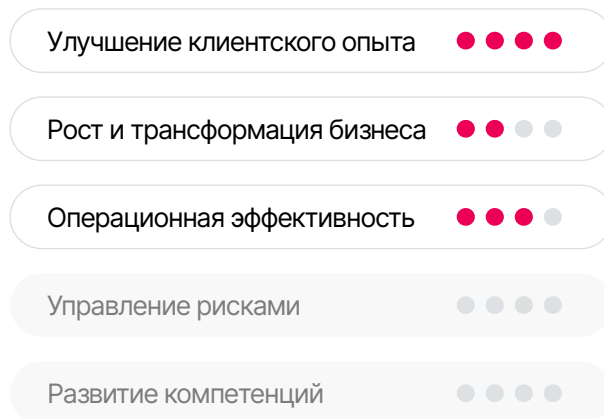 Улучшение клиентского опыта
Рост и трансформация бизнеса
Операционная эффективность
Управление рисками
Развитие компетенций